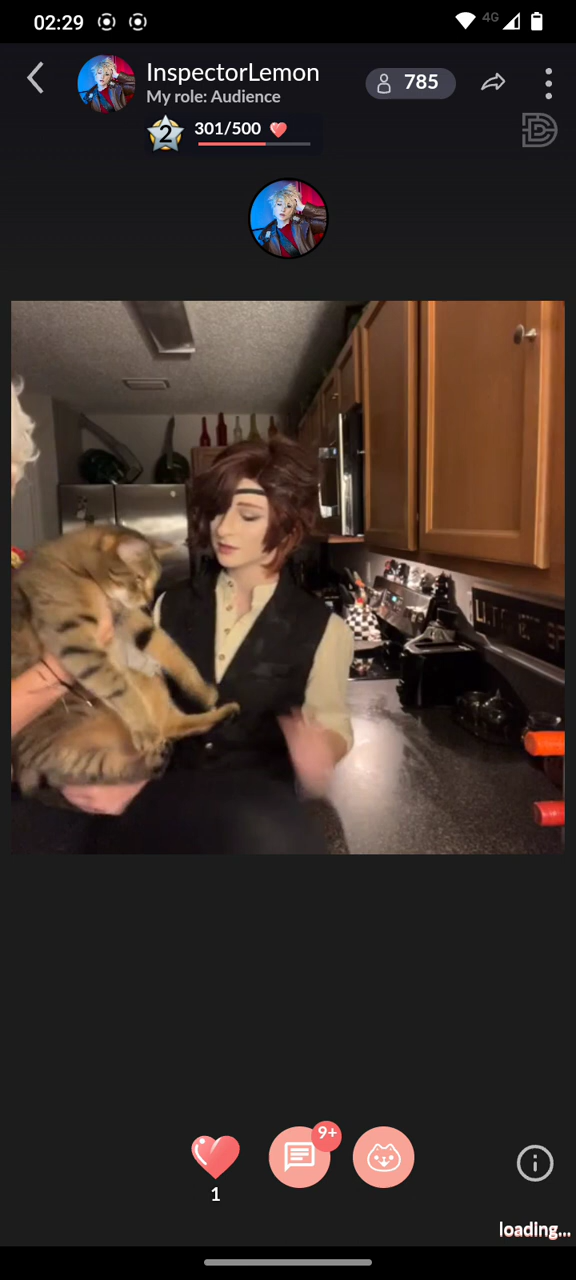 02:29
4G
InspectorLemon
785
My role: Audience
2
301/500
9+
1
loading...